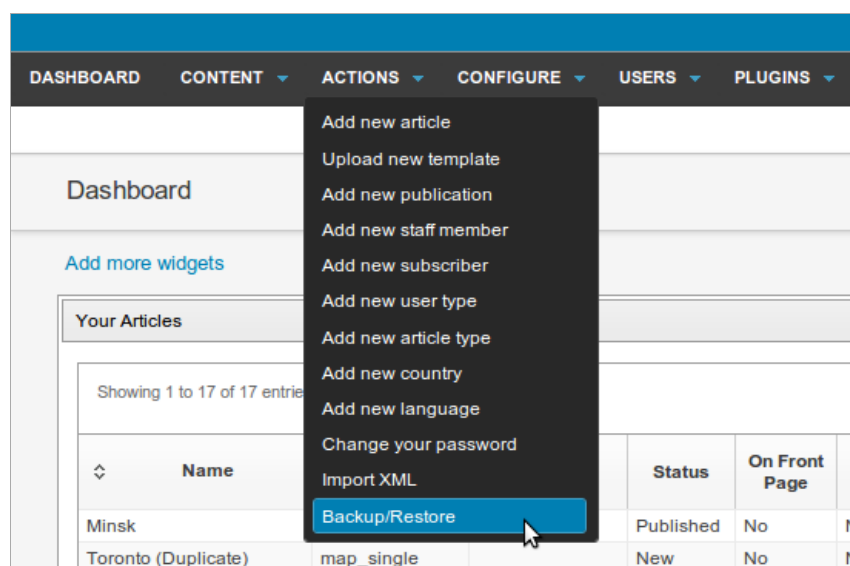 DASHBOARD CONTENT ACTIONS CONFIGURE USERS PLUGINS
Add new article
Upload new template
Dashboard
Add new publication
Add new staff member
Add more widgets
Add new subscriber
Add new user type
Your Articles
Add new article type
Add new country
Showing 1 to 17 of 17 entrie
Add new language
Change your password
Name Status On Front Page
Import XML
Backup/Restore
Minsk Published No
Toronto (Duplicate) map_single New No